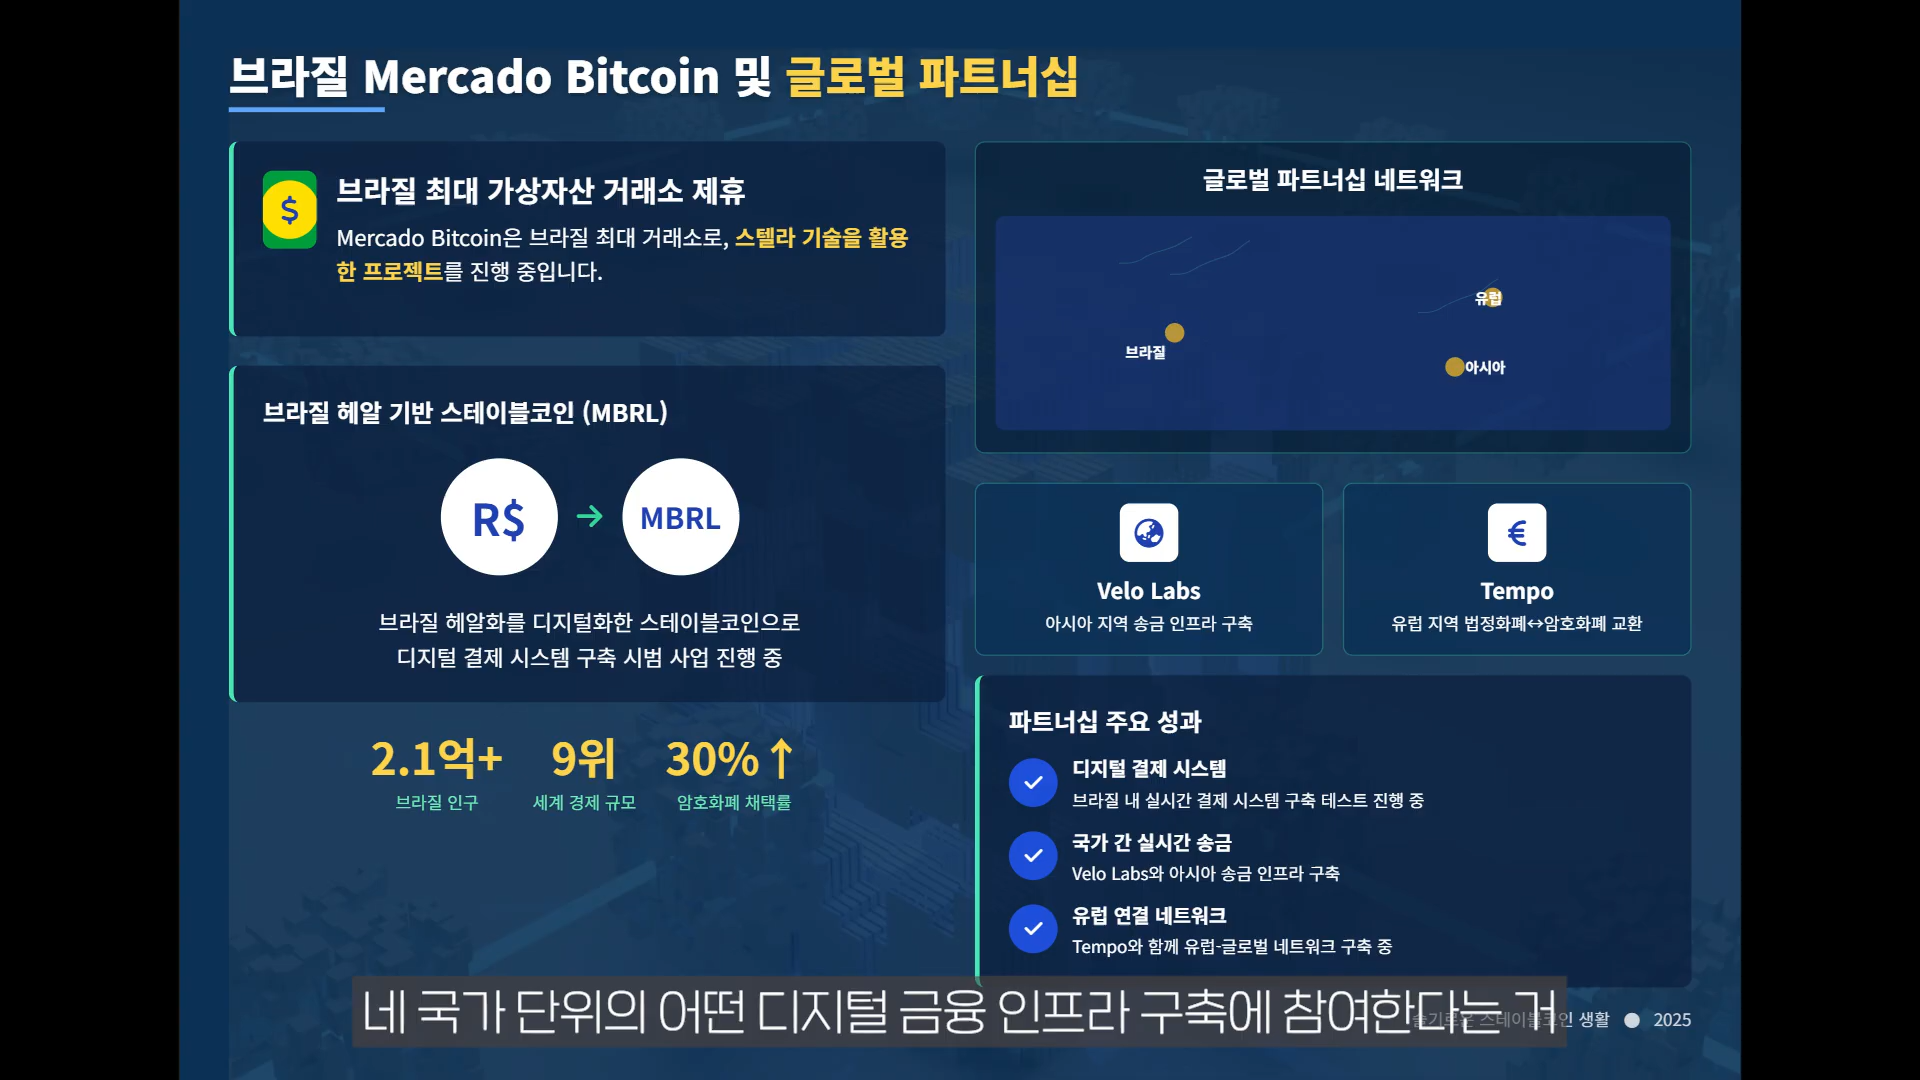 브라질 Mercado Bitcoin 및 글로벌 파트너십
$
브라질 최대 가상자산 거래소 제휴
Mercado Bitcoin은 브라질 최대 거래소로, 스텔라 기술을 활용
한 프로젝트를 진행 중입니다.
브라질 헤알 기반 스테이블코인 (MBRL)
R$ → MBRL
브라질 헤알화를 디지털화한 스테이블코인으로
디지털 결제 시스템 구축 시범 사업 진행 중
2.1억+ 9위 30%↑
브라질 인구 세계 경제 규모 암호화폐 채택률
글로벌 파트너십 네트워크
유럽
브라질
아시아
Velo Labs
아시아 지역 송금 인프라 구축
€
Tempo
유럽 지역 법정화폐↔암호화폐 교환
파트너십 주요 성과
디지털 결제 시스템
브라질 내 실시간 결제 시스템 구축 테스트 진행 중
국가 간 실시간 송금
Velo Labs와 아시아 송금 인프라 구축
유럽 연결 네트워크
Tempo와 함께 유럽-글로벌 네트워크 구축 중
네 국가 단위의 어떤 디지털 금융 인프라 구축에 참여한다는 거
슬기로운 스테이블코인 생활 ● 2025